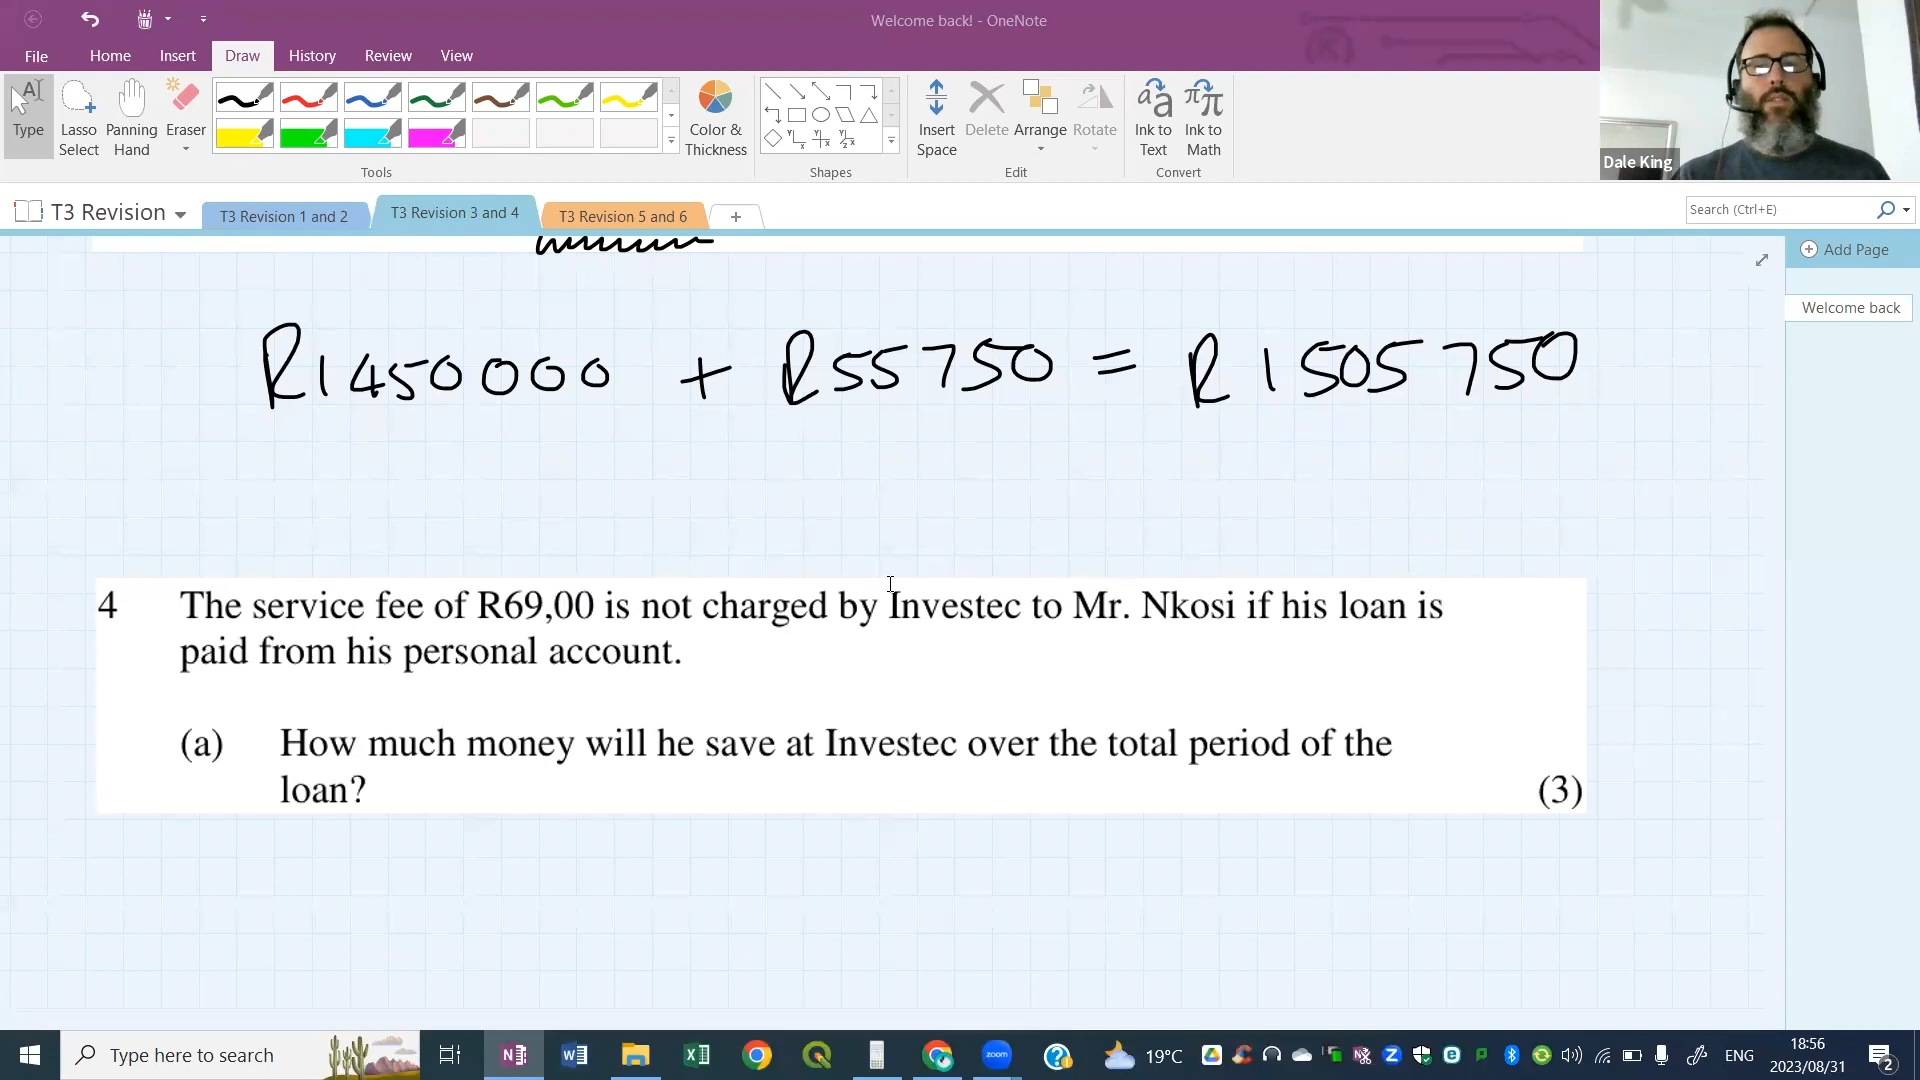 Welcome back! - OneNote
File Home Insert Draw History Review View
Type
Lasso Select
Panning Hand
Eraser
Color & Thickness
Insert Space
Delete
Arrange
Rotate
Ink to Text
Ink to Math
Tools
Shapes
Edit
Convert
Dale King
T3 Revision
T3 Revision 1 and 2
T3 Revision 3 and 4
T3 Revision 5 and 6
Search (Ctrl+E)
Add Page
Welcome back
R1450000 + R55750 = R1505750
4 The service fee of R69,00 is not charged by Investec to Mr. Nkosi if his loan is
paid from his personal account.
(a) How much money will he save at Investec over the total period of the
loan? (3)
Type here to search
zoom
19°C
ENG
18:56
2023/08/31
2